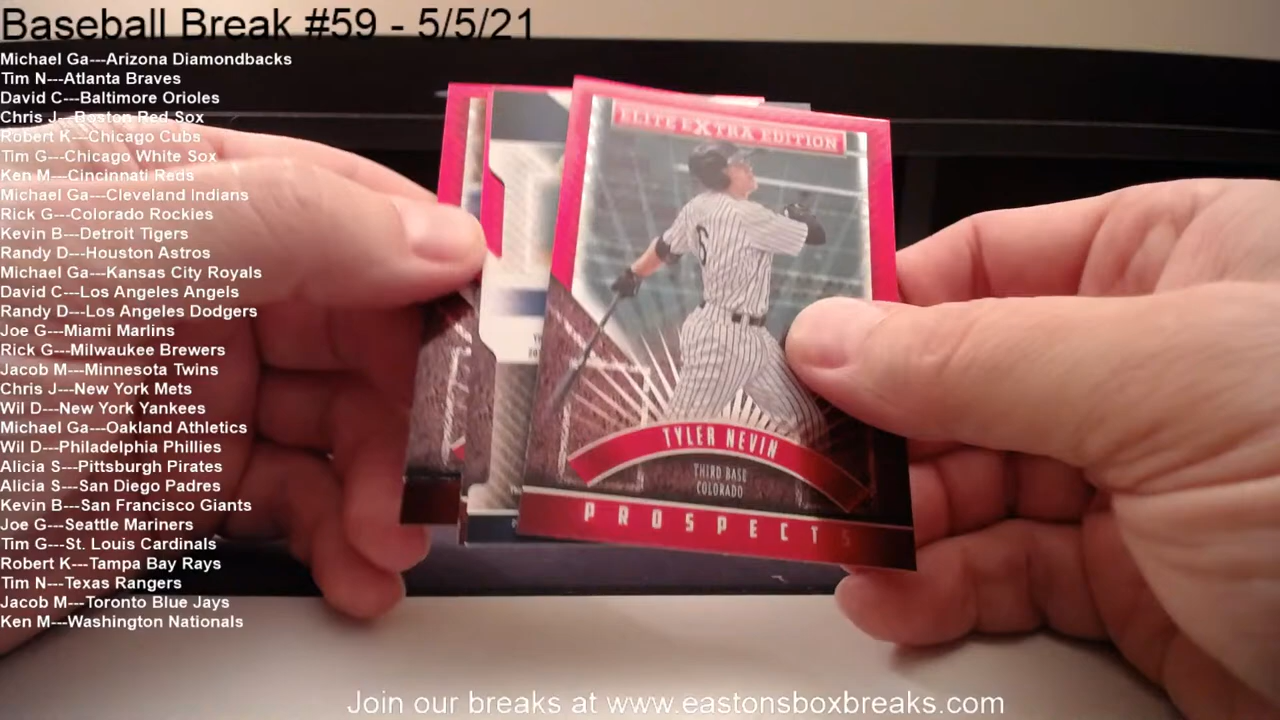 Baseball Break #59 - 5/5/21
Michael Ga---Arizona Diamondbacks
Tim N---Atlanta Braves
David C---Baltimore Orioles
Chris J---Boston Red Sox
Robert K---Chicago Cubs
Tim G---Chicago White Sox
Ken M---Cincinnati Reds
Michael Ga---Cleveland Indians
Rick G---Colorado Rockies
Kevin B---Detroit Tigers
Randy D---Houston Astros
Michael Ga---Kansas City Royals
David C---Los Angeles Angels
Randy D---Los Angeles Dodgers
Joe G---Miami Marlins
Rick G---Milwaukee Brewers
Jacob M---Minnesota Twins
Chris J---New York Mets
Wil D---New York Yankees
Michael Ga---Oakland Athletics
Wil D---Philadelphia Phillies
Alicia S---Pittsburgh Pirates
Alicia S---San Diego Padres
Kevin B---San Francisco Giants
Joe G---Seattle Mariners
Tim G---St. Louis Cardinals
Robert K---Tampa Bay Rays
Tim N---Texas Rangers
Jacob M---Toronto Blue Jays
Ken M---Washington Nationals
ELITE EXTRA EDITION
6
TYLER NEVIN
THIRD BASE
COLORADO
PROSPECTS
Join our breaks at www.eastonsboxbreaks.com